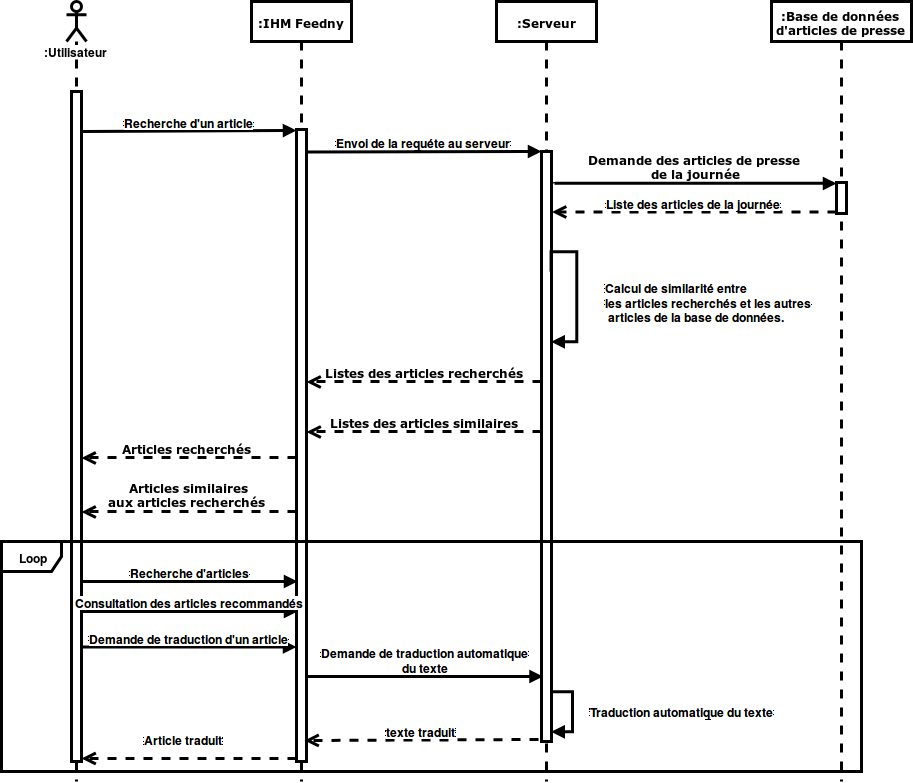 :Utilisateur
:IHM Feedny
:Serveur
:Base de données
d'articles de presse
Recherche d'un article
Envoi de la requéte au serveur
Demande des articles de presse
de la journée
Liste des articles de la journée
Calcul de similarité entre
les articles recherchés et les autres
articles de la base de données.
Listes des articles recherchés
Listes des articles similaires
Articles recherchés
Articles similaires
aux articles recherchés
Loop
Recherche d'articles
Consultation des articles recommandés
Demande de traduction d'un article
Demande de traduction automatique
du texte
Traduction automatique du texte
texte traduit
Article traduit